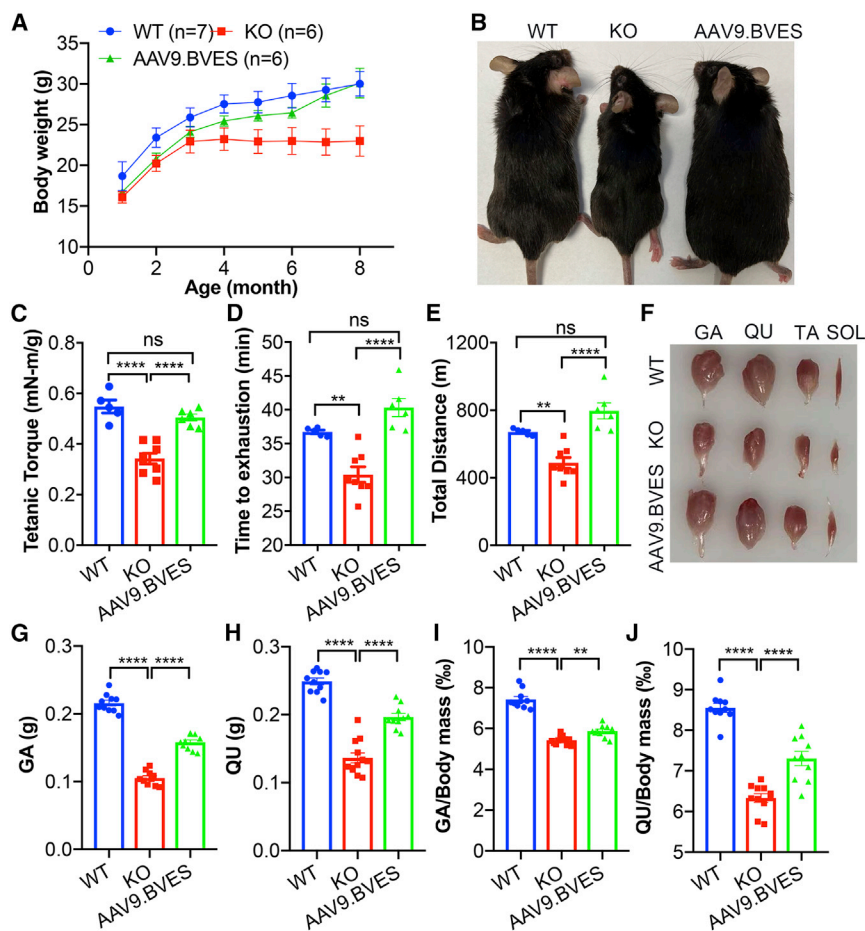 A
WT (n=7) KO (n=6)
AAV9.BVES (n=6)
Body weight (g)
35
30
25
20
15
10
0 2 4 6 8
Age (month)
B
WT KO AAV9.BVES
C
Tetanic Torque (mN-m/g)
ns
**** ****
0.8
0.6
0.4
0.2
0.0
WT KO AAV9.BVES
D
Time to exhaustion (min)
ns
****
**
50
45
40
35
30
25
20
WT KO AAV9.BVES
E
Total Distance (m)
ns
****
**
1200
800
400
0
WT KO AAV9.BVES
F
GA QU TA SOL
WT
KO
AAV9.BVES
G
GA (g)
**** ****
0.3
0.2
0.1
0.0
WT KO AAV9.BVES
H
QU (g)
**** ****
0.3
0.2
0.1
0.0
WT KO AAV9.BVES
I
GA/Body mass (‰)
**** **
10
8
6
4
2
0
WT KO AAV9.BVES
J
QU/Body mass (‰)
**** ****
10
9
8
7
6
5
WT KO AAV9.BVES